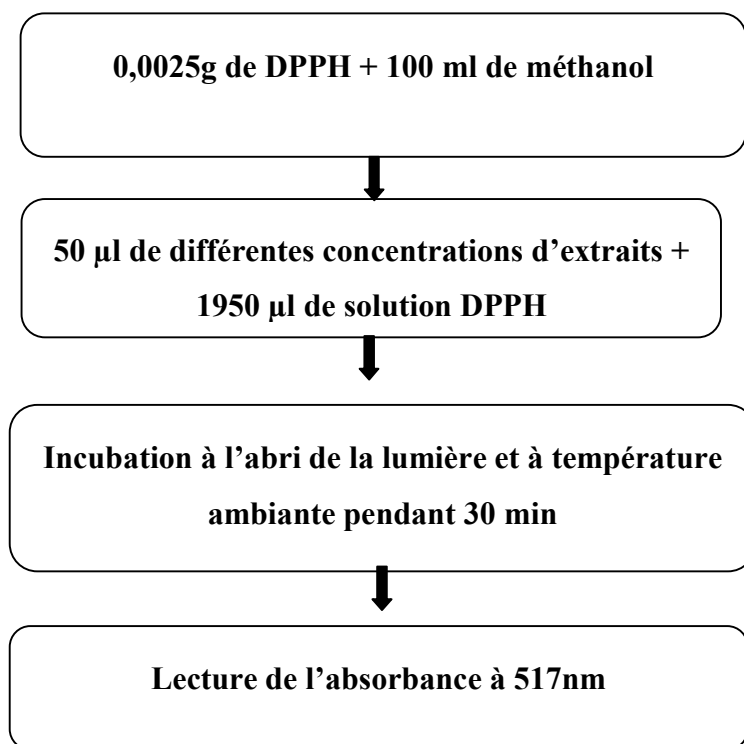 0,0025g de DPPH + 100 ml de méthanol
50 µl de différentes concentrations d’extraits +
1950 µl de solution DPPH
Incubation à l’abri de la lumière et à température
ambiante pendant 30 min
Lecture de l’absorbance à 517nm